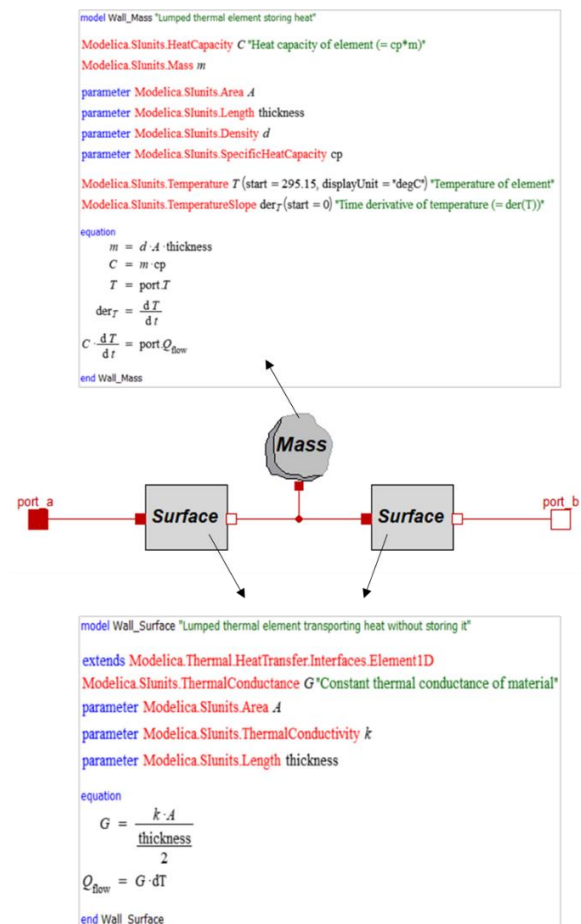 model Wall_Mass "Lumped thermal element storing heat"
Modelica.SIunits.HeatCapacity C "Heat capacity of element (= cp*m)"
Modelica.SIunits.Mass m
parameter Modelica.SIunits.Area A
parameter Modelica.SIunits.Length thickness
parameter Modelica.SIunits.Density d
parameter Modelica.SIunits.SpecificHeatCapacity cp
Modelica.SIunits.Temperature T (start = 295.15, displayUnit = "degC") "Temperature of element"
Modelica.SIunits.TemperatureSlope der_T (start = 0) "Time derivative of temperature (= der(T))"
equation
m = d·A·thickness
C = m·cp
T = port.T
der_T = dT/dt
C·dT/dt = port.Q_flow
end Wall_Mass
Mass
port_a
Surface
Surface
port_b
model Wall_Surface "Lumped thermal element transporting heat without storing it"
extends Modelica.Thermal.HeatTransfer.Interfaces.Element1D
Modelica.SIunits.ThermalConductance G "Constant thermal conductance of material"
parameter Modelica.SIunits.Area A
parameter Modelica.SIunits.ThermalConductivity k
parameter Modelica.SIunits.Length thickness
equation
G = k·A/(thickness/2)
Q_flow = G·dT
end Wall_Surface